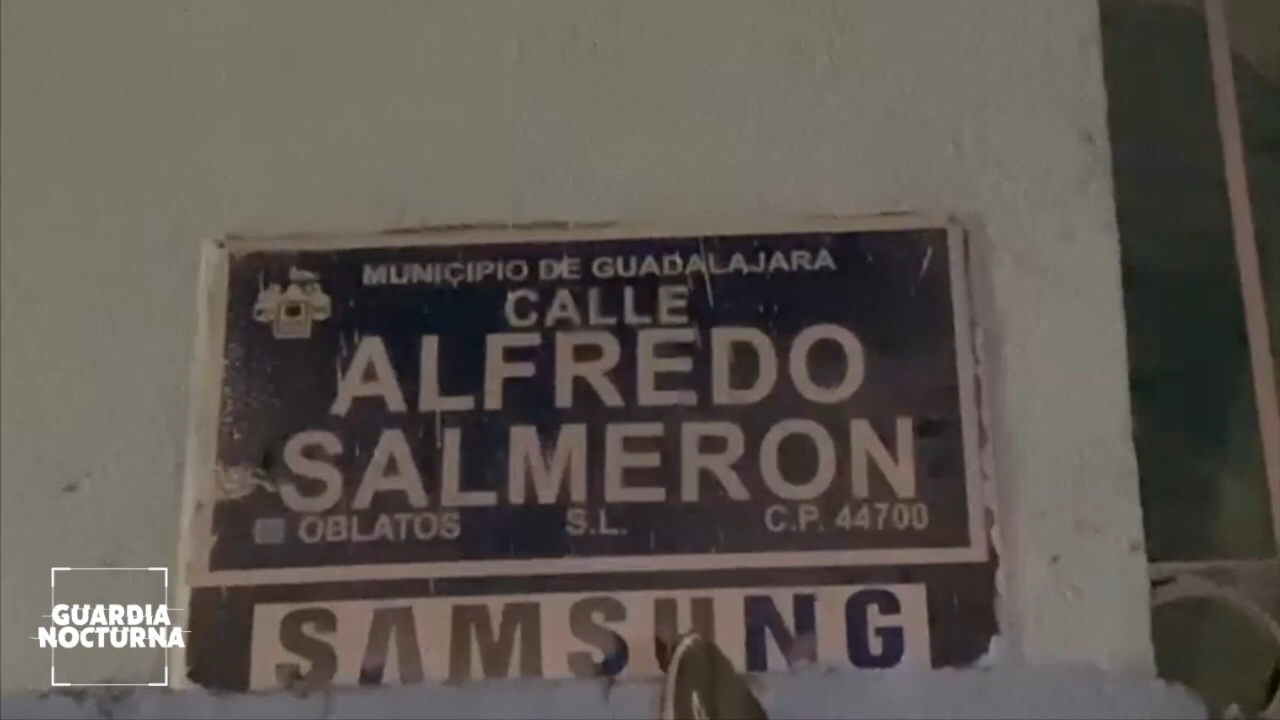 MUNICIPIO DE GUADALAJARA
CALLE
ALFREDO
SALMERON
OBLATOS S.L. C.P. 44700
SAMSUNG
GUARDIA
NOCTURNA